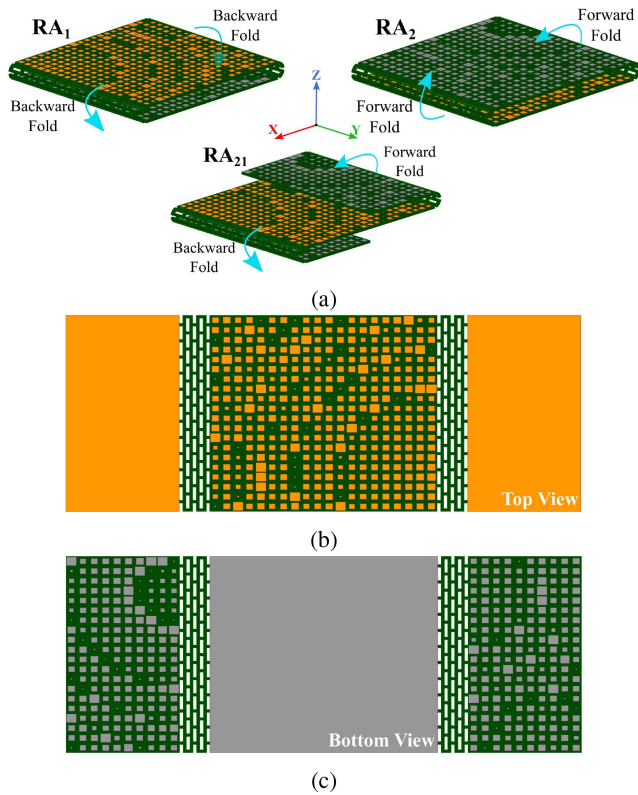 RA1
Backward
Fold
Backward
Fold
RA2
Forward
Fold
Forward
Fold
Z
X
Y
RA21
Forward
Fold
Backward
Fold
(a)
Top View
(b)
Bottom View
(c)